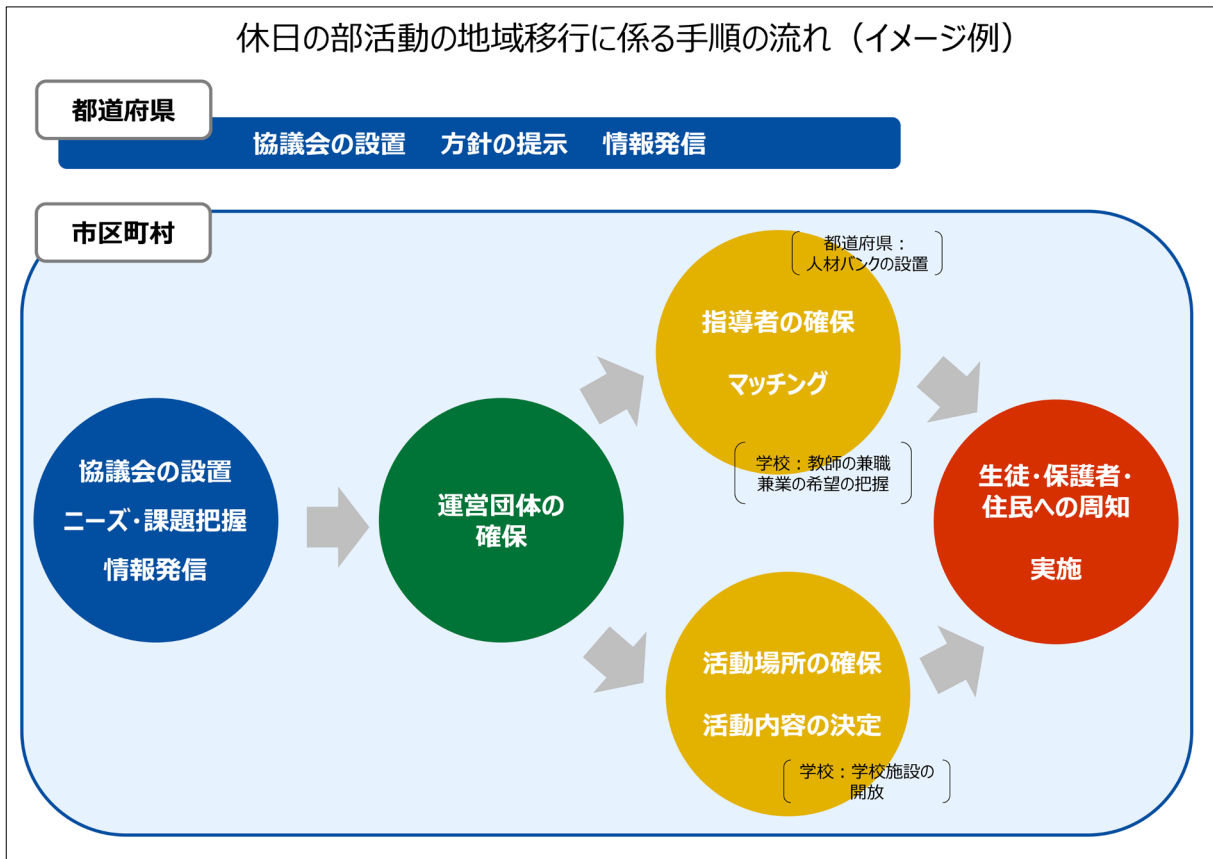 休日の部活動の地域移行に係る手順の流れ（イメージ例）
都道府県
協議会の設置　方針の提示　情報発信
市区町村
協議会の設置
ニーズ・課題把握
情報発信
運営団体の
確保
都道府県：
人材バンクの設置
指導者の確保
マッチング
学校：教師の兼職
兼業の希望の把握
活動場所の確保
活動内容の決定
学校：学校施設の
開放
生徒・保護者・
住民への周知
実施